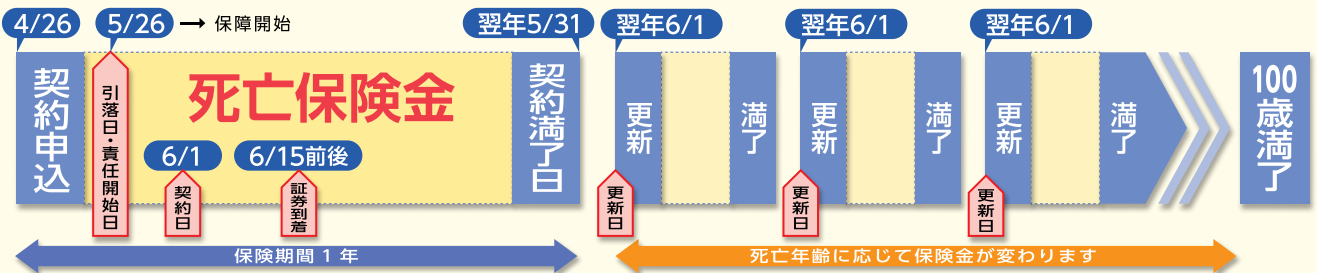 4/26
5/26 → 保障開始
翌年5/31
翌年6/1
翌年6/1
翌年6/1
契約申込
引落日・責任開始日
死亡保険金
6/1
契約日
6/15前後
証券到着
契約満了日
更新
更新日
満了
更新
更新日
満了
更新
更新日
満了
100歳満了
保険期間1年
死亡年齢に応じて保険金が変わります